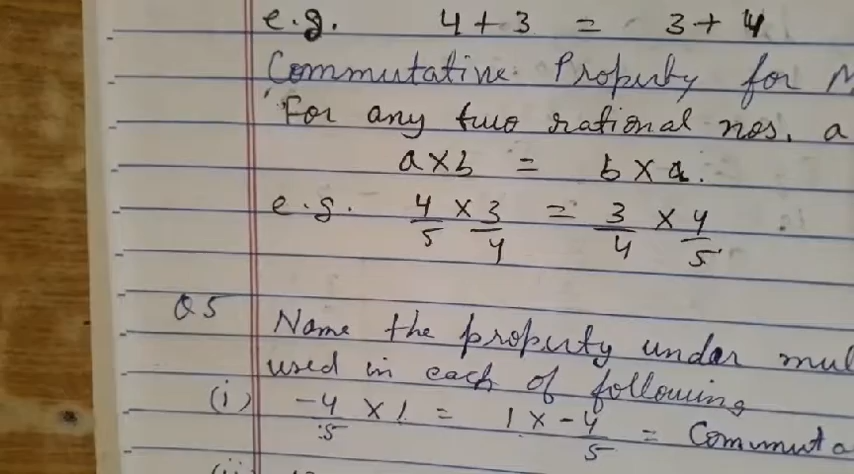 e.g. 4 + 3 = 3 + 4
Commutative Property for M
For any two rational nos. a
a × b = b × a.
e.g. 4/5 × 3/4 = 3/4 × 4/5
Q5 Name the property under mul
used in each of following
(i) -4/5 × 1 = 1 × -4/5 = Commuta